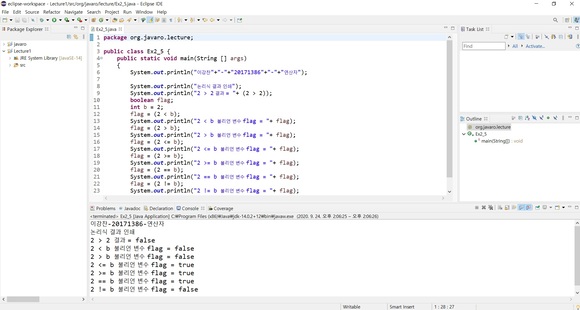 eclipse-workspace - Lecture1/src/org/javaro/lecture/Ex2_5.java - Eclipse IDE
File Edit Source Refactor Navigate Search Project Run Window Help
Package Explorer
javaro
Lecture1
JRE System Library [JavaSE-14]
src
Ex2_5.java
1 package org.javaro.lecture;
2
3 public class Ex2_5 {
4 public static void main(String [] args)
5 {
6 System.out.println("이강찬"+"-"+"20171386"+"-"+"연산자");
7
8 System.out.println("논리식 결과 인쇄");
9 System.out.println("2 > 2 결과 = "+ (2 > 2));
10 boolean flag;
11 int b = 2;
12 flag = (2 < b);
13 System.out.println("2 < b 불리언 변수 flag = "+ flag);
14 flag = (2 > b);
15 System.out.println("2 > b 불리언 변수 flag = "+ flag);
16 flag = (2 <= b);
17 System.out.println("2 <= b 불리언 변수 flag = "+ flag);
18 flag = (2 >= b);
19 System.out.println("2 >= b 불리언 변수 flag = "+ flag);
20 flag = (2 == b);
21 System.out.println("2 == b 불리언 변수 flag = "+ flag);
22 flag = (2 != b);
23 System.out.println("2 != b 불리언 변수 flag = "+ flag);
Task List
Find
All
Activate...
Outline
org.javaro.lecture
Ex2_5
main(String[]) : void
Problems Javadoc Declaration Console Coverage
<terminated> Ex2_5 [Java Application] (2020. 9. 24. 오후 2:06:25 – 오후 2:06:26)
이강찬-20171386-연산자
논리식 결과 인쇄
2 > 2 결과 = false
2 < b 불리언 변수 flag = false
2 > b 불리언 변수 flag = false
2 <= b 불리언 변수 flag = true
2 >= b 불리언 변수 flag = true
2 == b 불리언 변수 flag = true
2 != b 불리언 변수 flag = false
Writable
Smart Insert
1 : 28 : 27